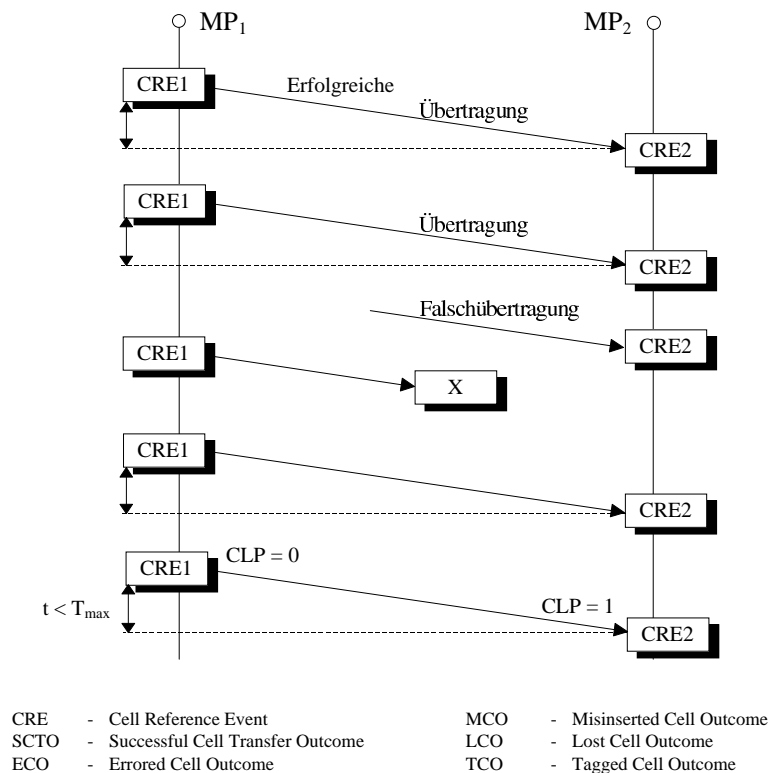 MP1
MP2
CRE1
Erfolgreiche
Übertragung
CRE2
CRE1
Übertragung
CRE2
Falschübertragung
CRE1
CRE2
X
CRE1
CRE2
CLP = 0
CRE1
t < Tmax
CLP = 1
CRE2
CRE - Cell Reference Event
MCO - Misinserted Cell Outcome
SCTO - Successful Cell Transfer Outcome
LCO - Lost Cell Outcome
ECO - Errored Cell Outcome
TCO - Tagged Cell Outcome